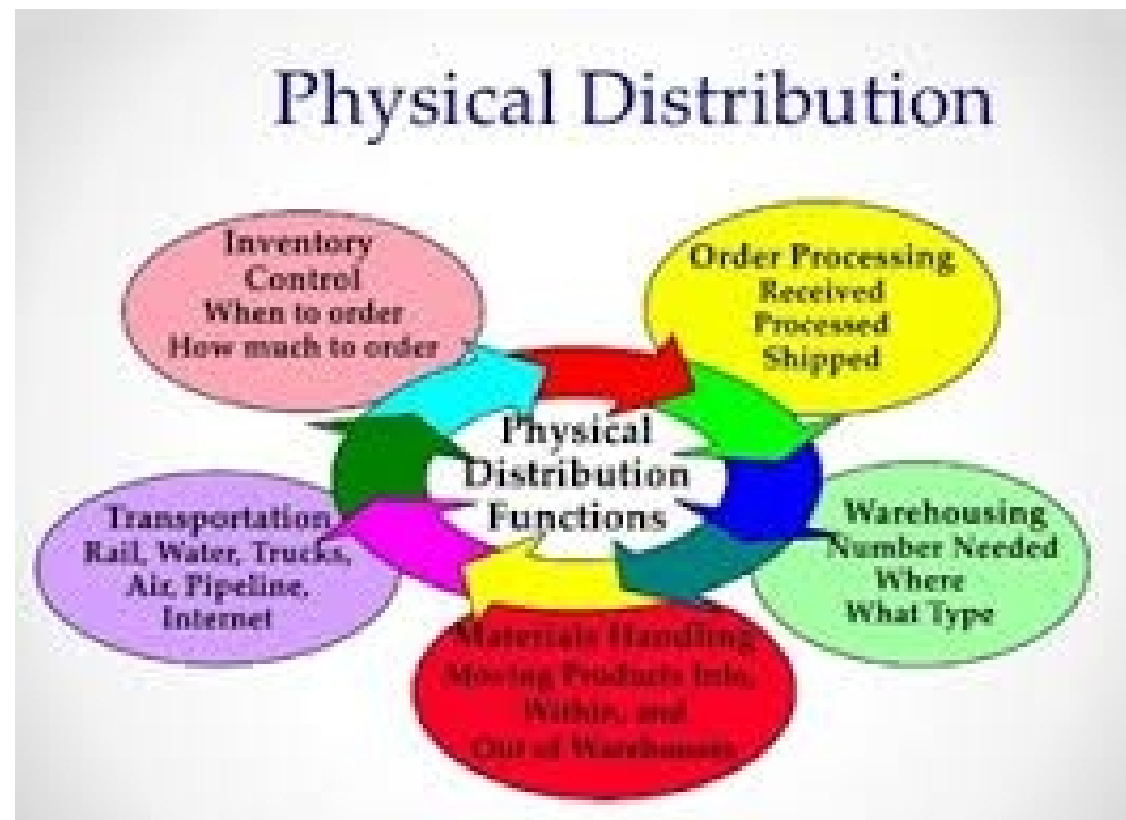 Physical Distribution
Inventory
Control
When to order
How much to order
Order Processing
Received
Processed
Shipped
Physical
Distribution
Functions
Transportation
Rail, Water, Trucks,
Air, Pipeline,
Internet
Warehousing
Number Needed
Where
What Type
Materials Handling
Moving Products Into,
Within, and
Out of Warehouses